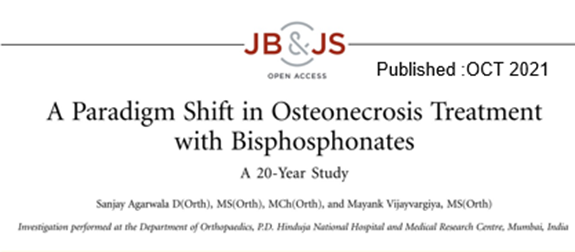 JB&JS
OPEN ACCESS
Published :OCT 2021
A Paradigm Shift in Osteonecrosis Treatment
with Bisphosphonates
A 20-Year Study
Sanjay Agarwala D(Orth), MS(Orth), MCh(Orth), and Mayank Vijayvargiya, MS(Orth)
Investigation performed at the Department of Orthopaedics, P.D. Hinduja National Hospital and Medical Research Centre, Mumbai, India